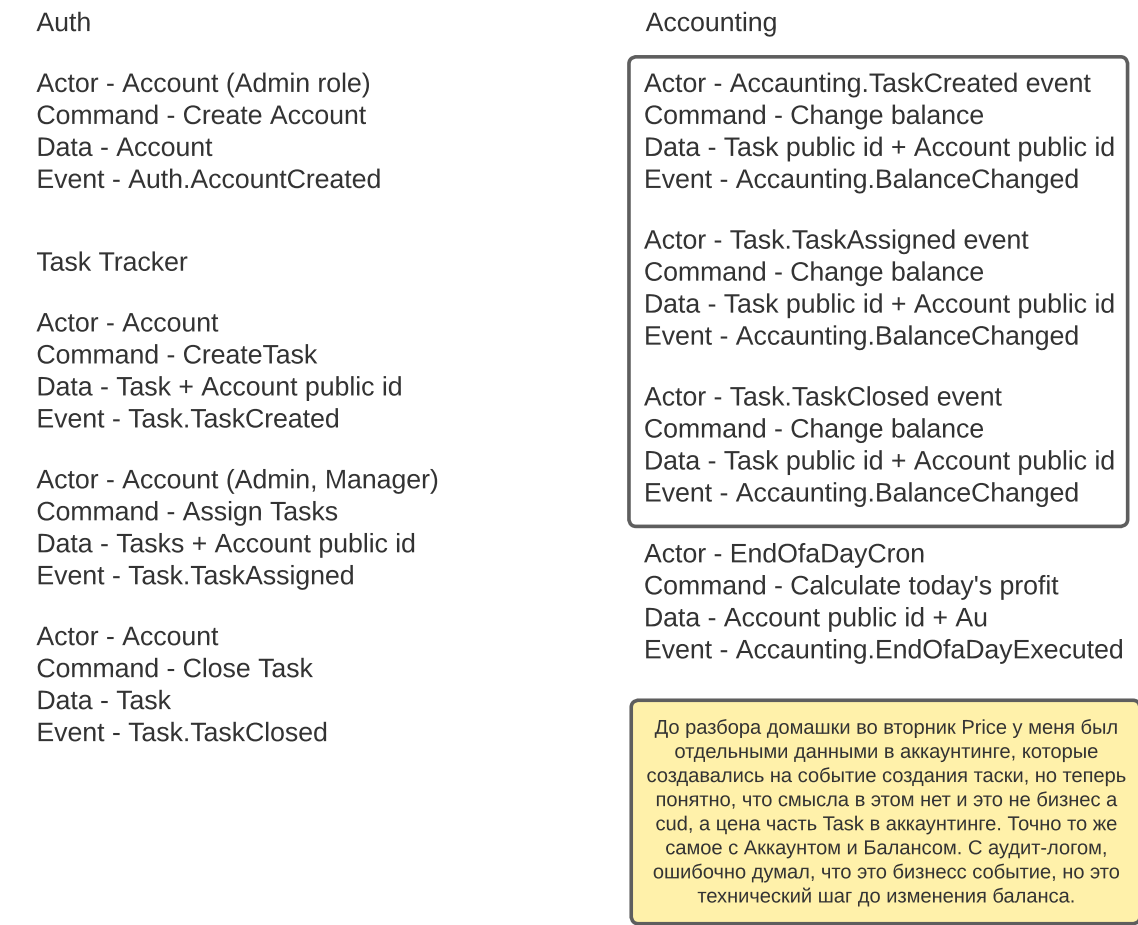 Auth
Actor - Account (Admin role)
Command - Create Account
Data - Account
Event - Auth.AccountCreated
Task Tracker
Actor - Account
Command - CreateTask
Data - Task + Account public id
Event - Task.TaskCreated
Actor - Account (Admin, Manager)
Command - Assign Tasks
Data - Tasks + Account public id
Event - Task.TaskAssigned
Actor - Account
Command - Close Task
Data - Task
Event - Task.TaskClosed
Accounting
Actor - Accaunting.TaskCreated event
Command - Change balance
Data - Task public id + Account public id
Event - Accaunting.BalanceChanged
Actor - Task.TaskAssigned event
Command - Change balance
Data - Task public id + Account public id
Event - Accaunting.BalanceChanged
Actor - Task.TaskClosed event
Command - Change balance
Data - Task public id + Account public id
Event - Accaunting.BalanceChanged
Actor - EndOfaDayCron
Command - Calculate today's profit
Data - Account public id + Au
Event - Accaunting.EndOfaDayExecuted
До разбора домашки во вторник Price у меня был
отдельными данными в аккаунтинге, которые
создавались на событие создания таски, но теперь
понятно, что смысла в этом нет и это не бизнес а
cud, а цена часть Task в аккаунтинге. Точно то же
самое с Аккаунтом и Балансом. С аудит-логом,
ошибочно думал, что это бизнесс событие, но это
технический шаг до изменения баланса.